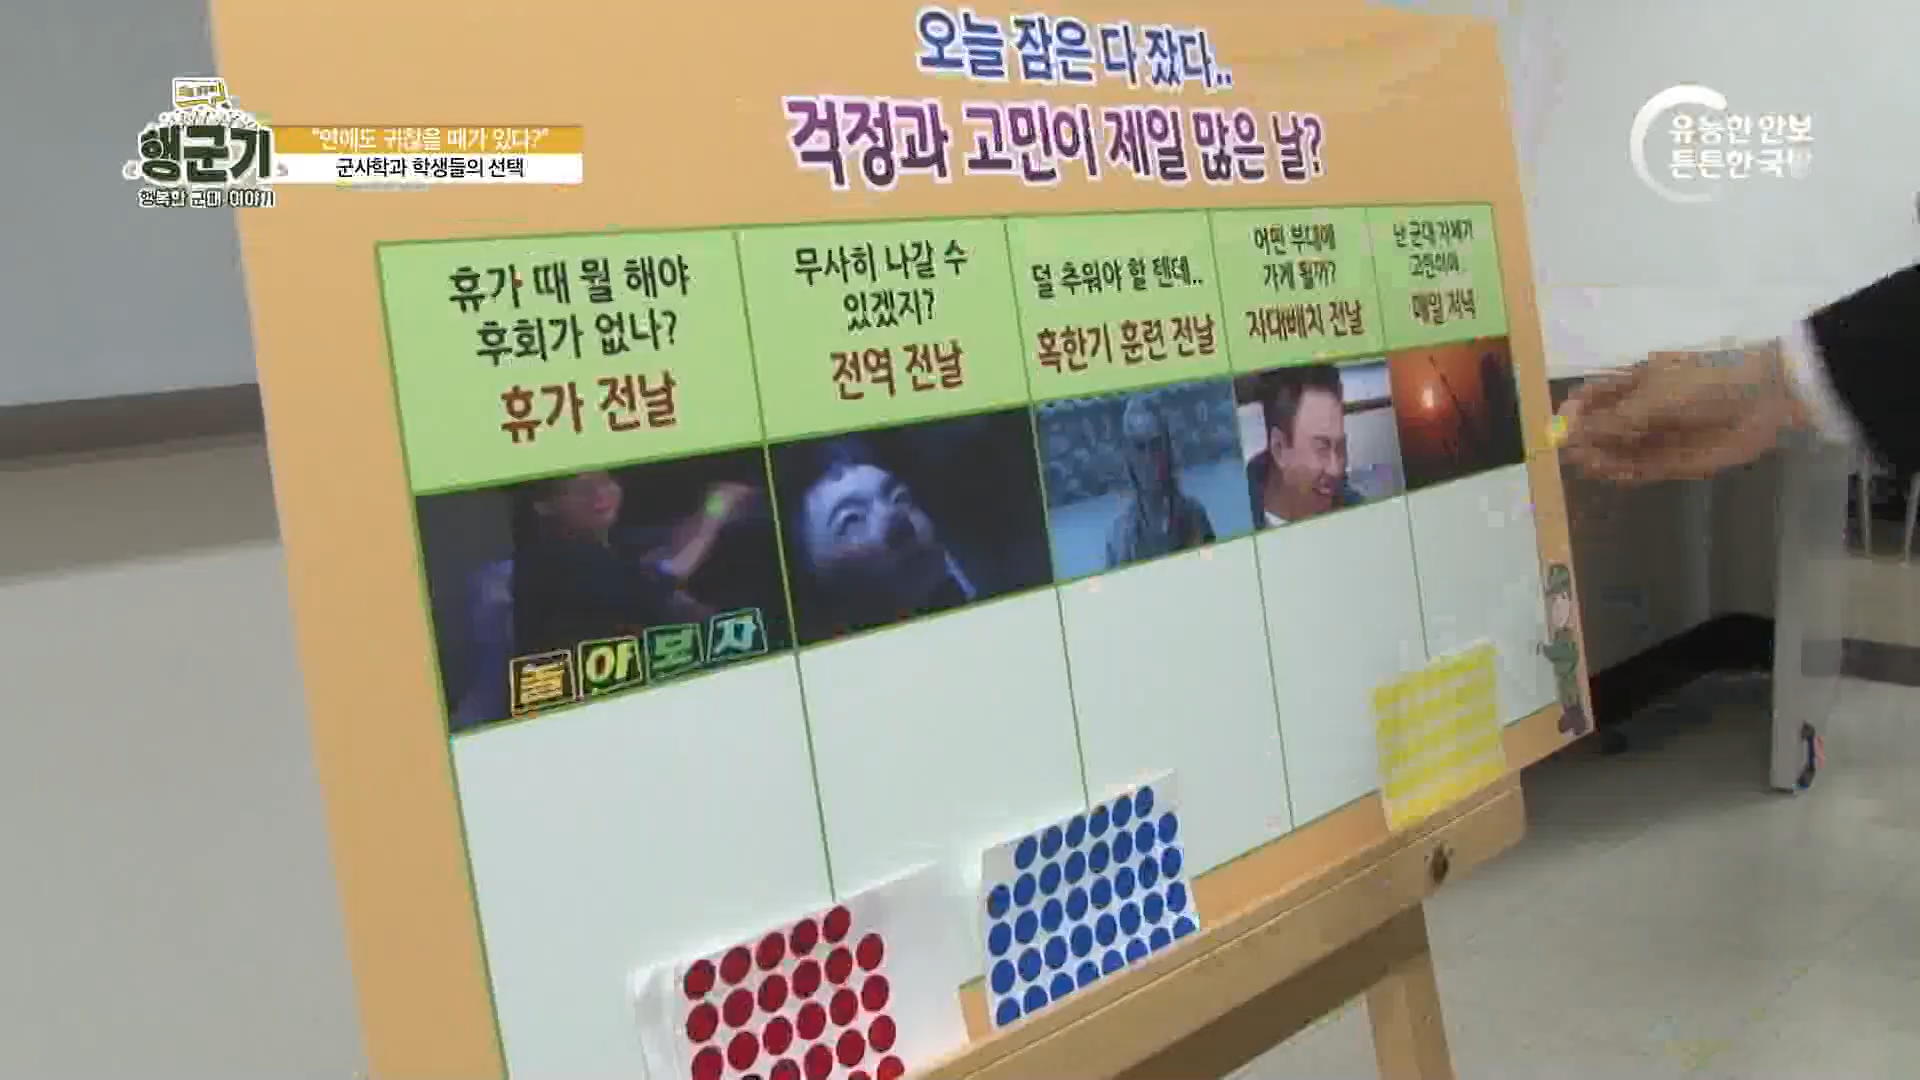 오늘 잠은 다 잤다..
걱정과 고민이 제일 많은 날?
행군기
행복한 군대 이야기
"연애도 귀찮을 때가 있다?"
군사학과 학생들의 선택
유능한 안보
튼튼한 국방
휴가 때 뭘 해야
후회가 없나?
휴가 전날
무사히 나갈 수
있겠지?
전역 전날
덜 추워야 할 텐데..
혹한기 훈련 전날
어떤 부대에
가게 될까?
자대배치 전날
난 군대 자체가
고민이야..
매일 저녁
놀아보자